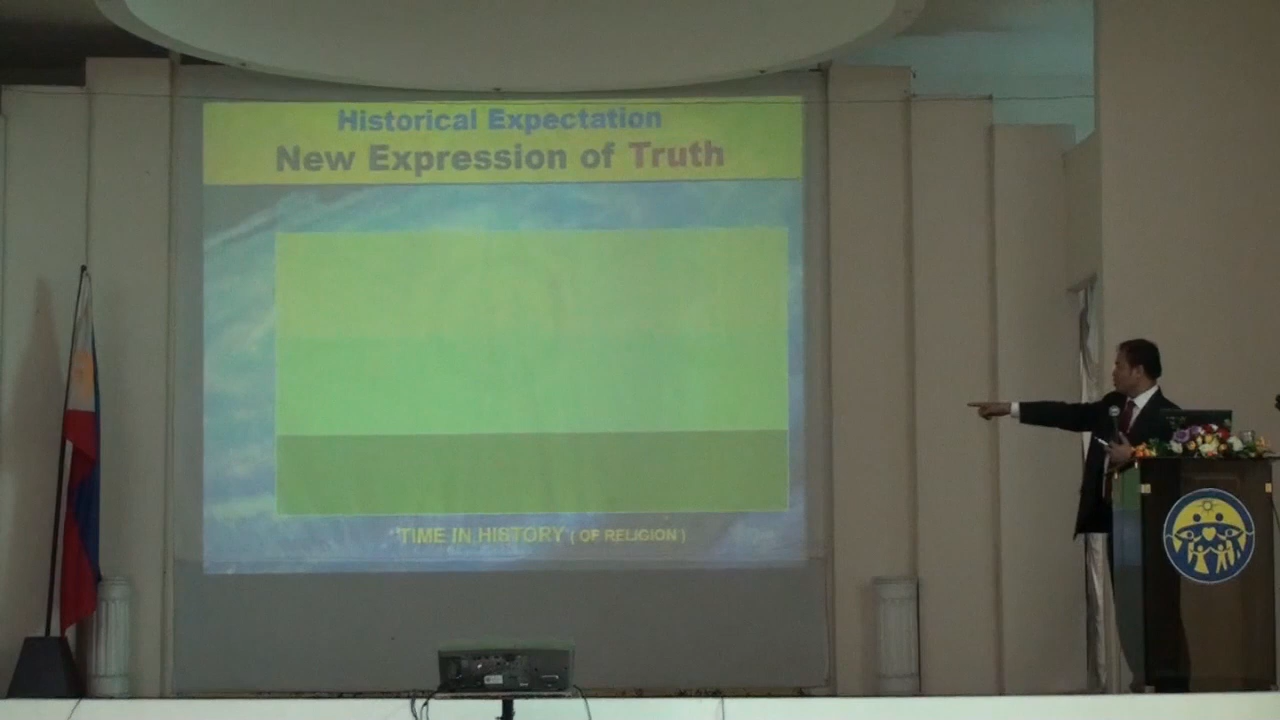 Historical Expectation
New Expression of Truth
TIME IN HISTORY ( OF RELIGION )